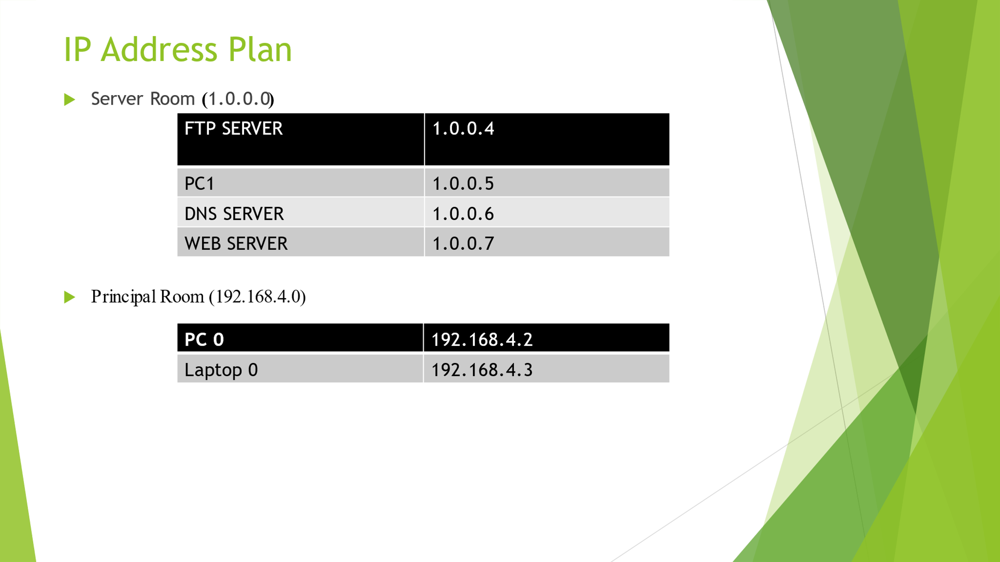 IP Address Plan
Server Room (1.0.0.0)
FTP SERVER 1.0.0.4
PC1 1.0.0.5
DNS SERVER 1.0.0.6
WEB SERVER 1.0.0.7
Principal Room (192.168.4.0)
PC 0 192.168.4.2
Laptop 0 192.168.4.3